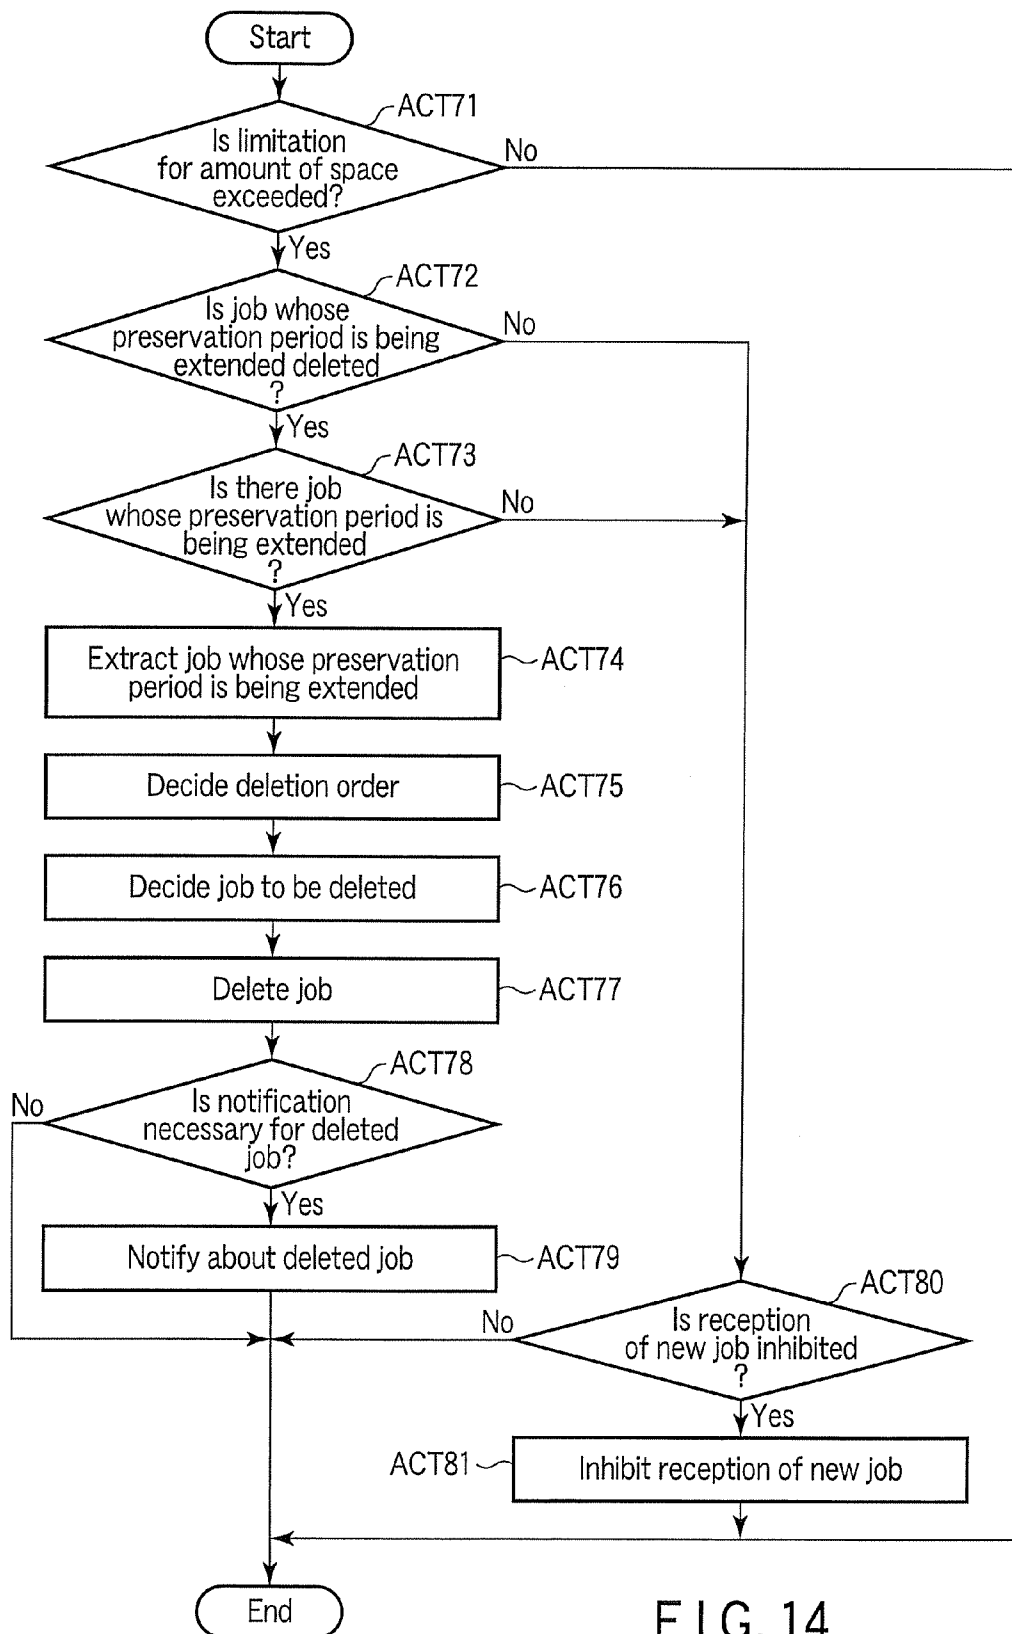 Start
ACT71
Is limitation
for amount of space
exceeded?
No
Yes
ACT72
Is job whose
preservation period is being
extended deleted
?
No
Yes
ACT73
Is there job
whose preservation period is
being extended
?
No
Yes
Extract job whose preservation
period is being extended
ACT74
Decide deletion order
ACT75
Decide job to be deleted
ACT76
Delete job
ACT77
ACT78
Is notification
necessary for deleted
job?
No
Yes
Notify about deleted job
ACT79
ACT80
Is reception
of new job inhibited
?
No
Yes
ACT81
Inhibit reception of new job
End
FIG. 14